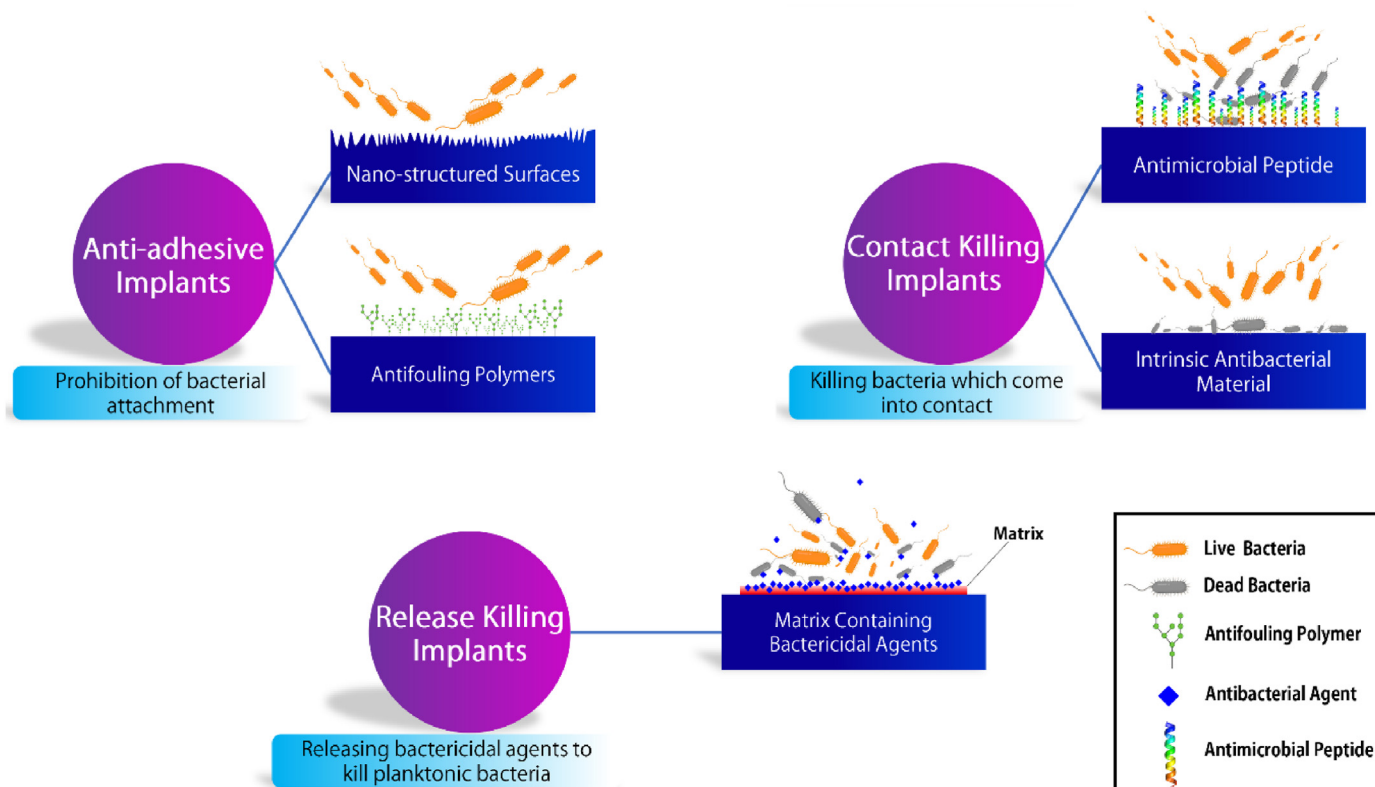 Nano-structured Surfaces
Anti-adhesive
Implants
Antifouling Polymers
Prohibition of bacterial
attachment
Antimicrobial Peptide
Contact Killing
Implants
Intrinsic Antibacterial
Material
Killing bacteria which come
into contact
Matrix
Release Killing
Implants
Matrix Containing
Bactericidal Agents
Releasing bactericidal agents to
kill planktonic bacteria
Live Bacteria
Dead Bacteria
Antifouling Polymer
Antibacterial Agent
Antimicrobial Peptide